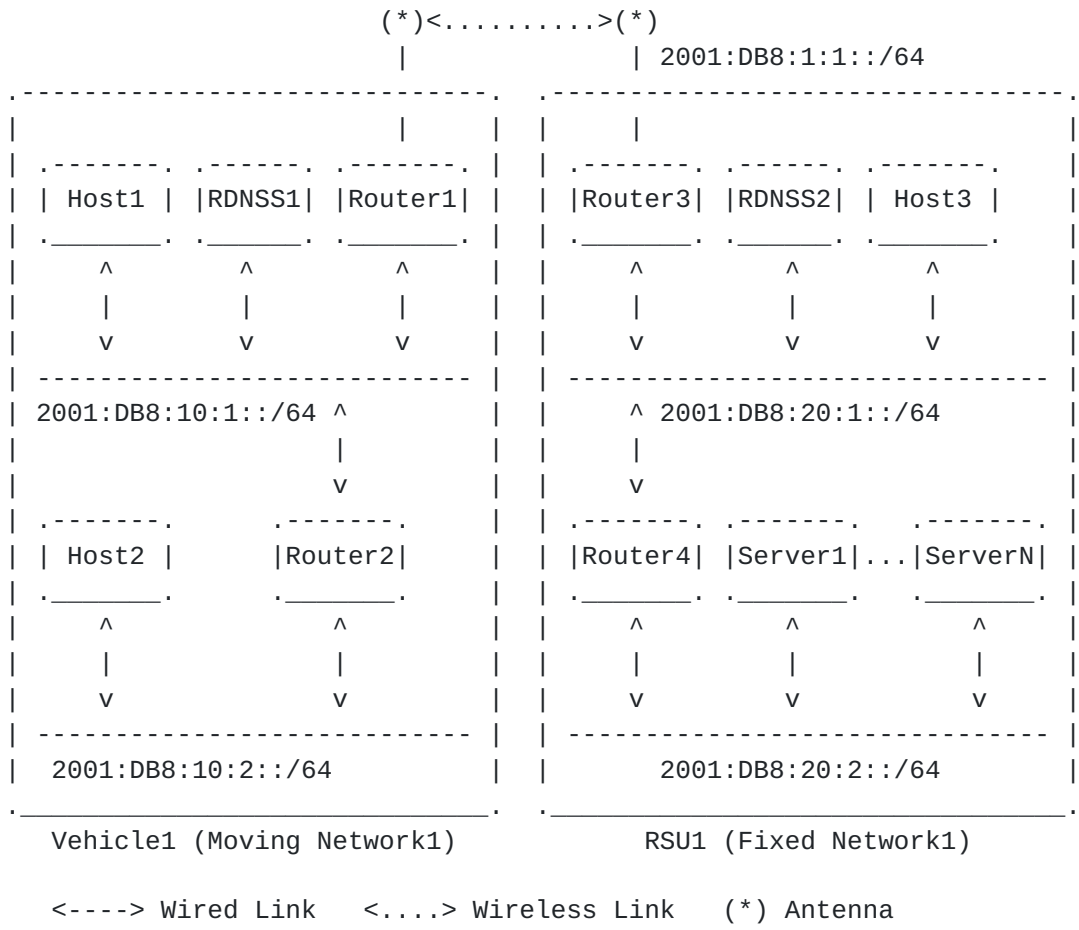 (*)<..........>(*)
2001:DB8:1:1::/64
Host1 RDNSS1 Router1 Router3 RDNSS2 Host3
2001:DB8:10:1::/64 2001:DB8:20:1::/64
Host2 Router2 Router4 Server1...ServerN
2001:DB8:10:2::/64 2001:DB8:20:2::/64
Vehicle1 (Moving Network1) RSU1 (Fixed Network1)
<----> Wired Link <....> Wireless Link (*) Antenna